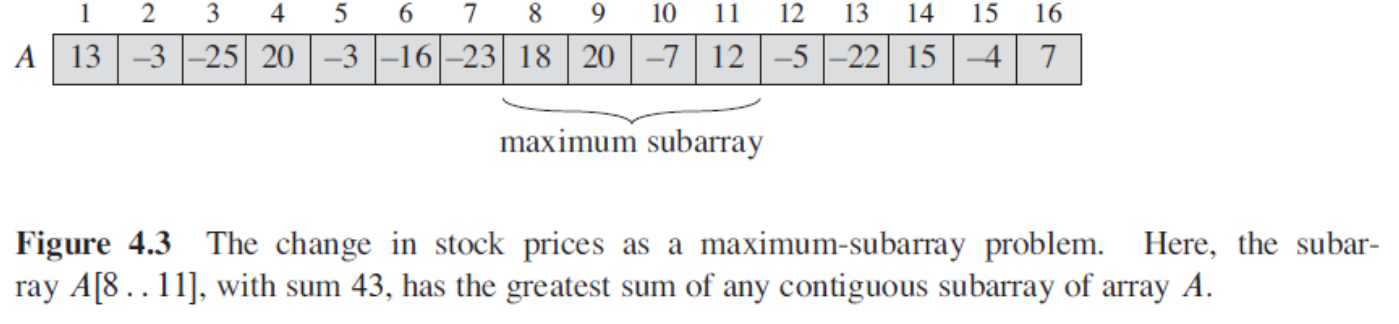 1 2 3 4 5 6 7 8 9 10 11 12 13 14 15 16
A 13 –3 –25 20 –3 –16 –23 18 20 –7 12 –5 –22 15 –4 7
maximum subarray
Figure 4.3 The change in stock prices as a maximum-subarray problem. Here, the subar-
ray A[8 . . 11], with sum 43, has the greatest sum of any contiguous subarray of array A.